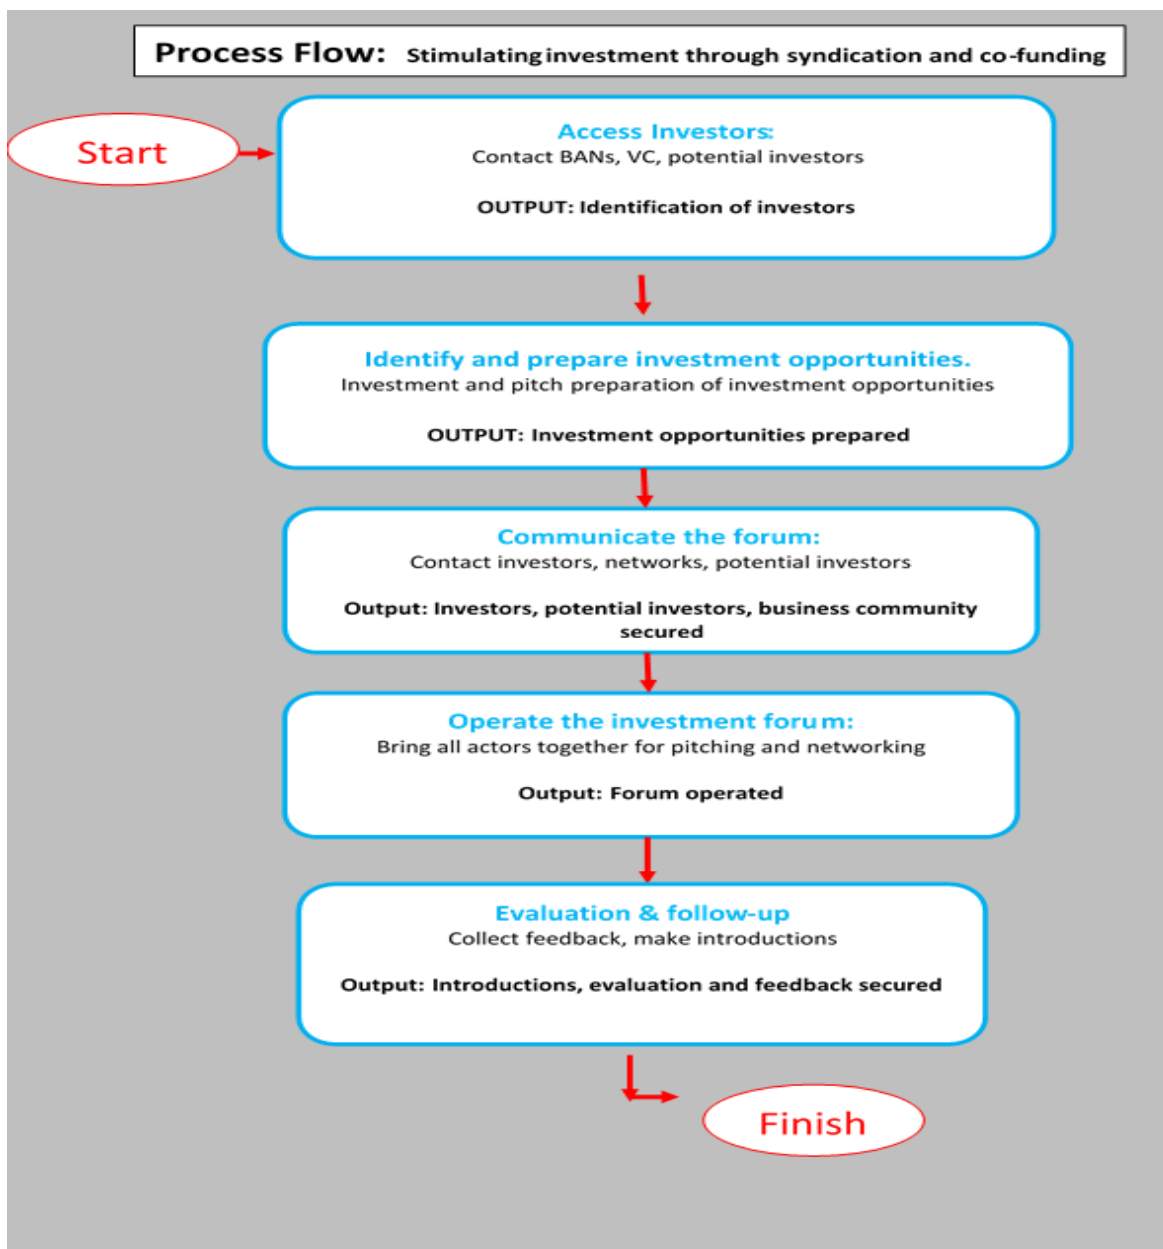 Process Flow: Stimulating investment through syndication and co-funding
Start
Access Investors:
Contact BANs, VC, potential investors
OUTPUT: Identification of investors
Identify and prepare investment opportunities.
Investment and pitch preparation of investment opportunities
OUTPUT: Investment opportunities prepared
Communicate the forum:
Contact investors, networks, potential investors
Output: Investors, potential investors, business community
secured
Operate the investment forum:
Bring all actors together for pitching and networking
Output: Forum operated
Evaluation & follow-up
Collect feedback, make introductions
Output: Introductions, evaluation and feedback secured
Finish